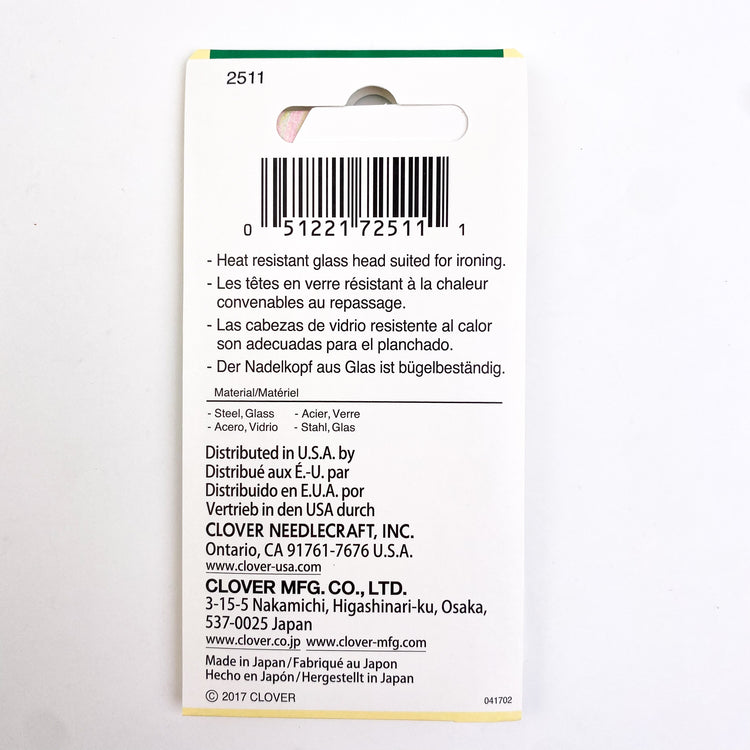 2511
0 51221 72511 1
- Heat resistant glass head suited for ironing.
- Les têtes en verre résistant à la chaleur
convenables au repassage.
- Las cabezas de vidrio resistente al calor
son adecuadas para el planchado.
- Der Nadelkopf aus Glas ist bügelbeständig.
Material/Matériel
- Steel, Glass - Acier, Verre
- Acero, Vidrio - Stahl, Glas
Distributed in U.S.A. by
Distribué aux É.-U. par
Distribuido en E.U.A. por
Vertrieb in den USA durch
CLOVER NEEDLECRAFT, INC.
Ontario, CA 91761-7676 U.S.A.
www.clover-usa.com
CLOVER MFG. CO., LTD.
3-15-5 Nakamichi, Higashinari-ku, Osaka,
537-0025 Japan
www.clover.co.jp www.clover-mfg.com
Made in Japan/Fabriqué au Japon
Hecho en Japón/Hergestellt in Japan
© 2017 CLOVER 041702